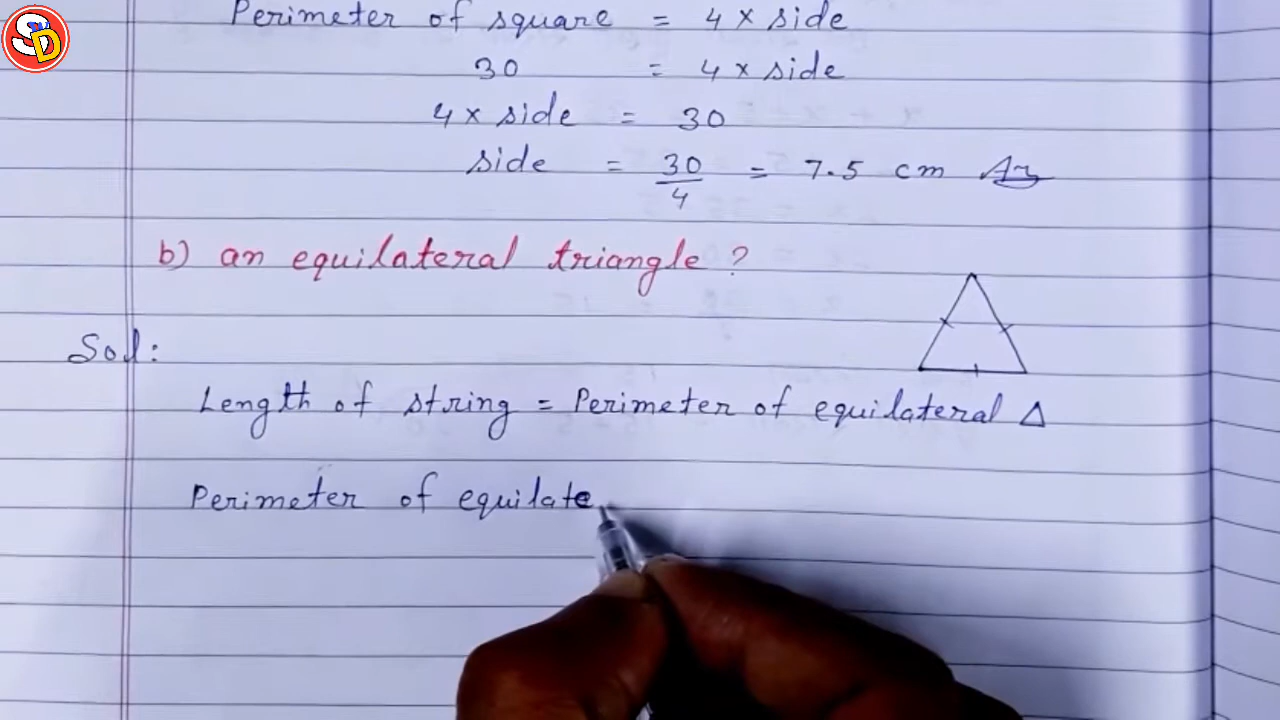 SD
Perimeter of square = 4 x side
30 = 4 x side
4 x side = 30
side = 30/4 = 7.5 cm Ans
b) an equilateral triangle?
Sol:
Length of string = Perimeter of equilateral Δ
Perimeter of equilate